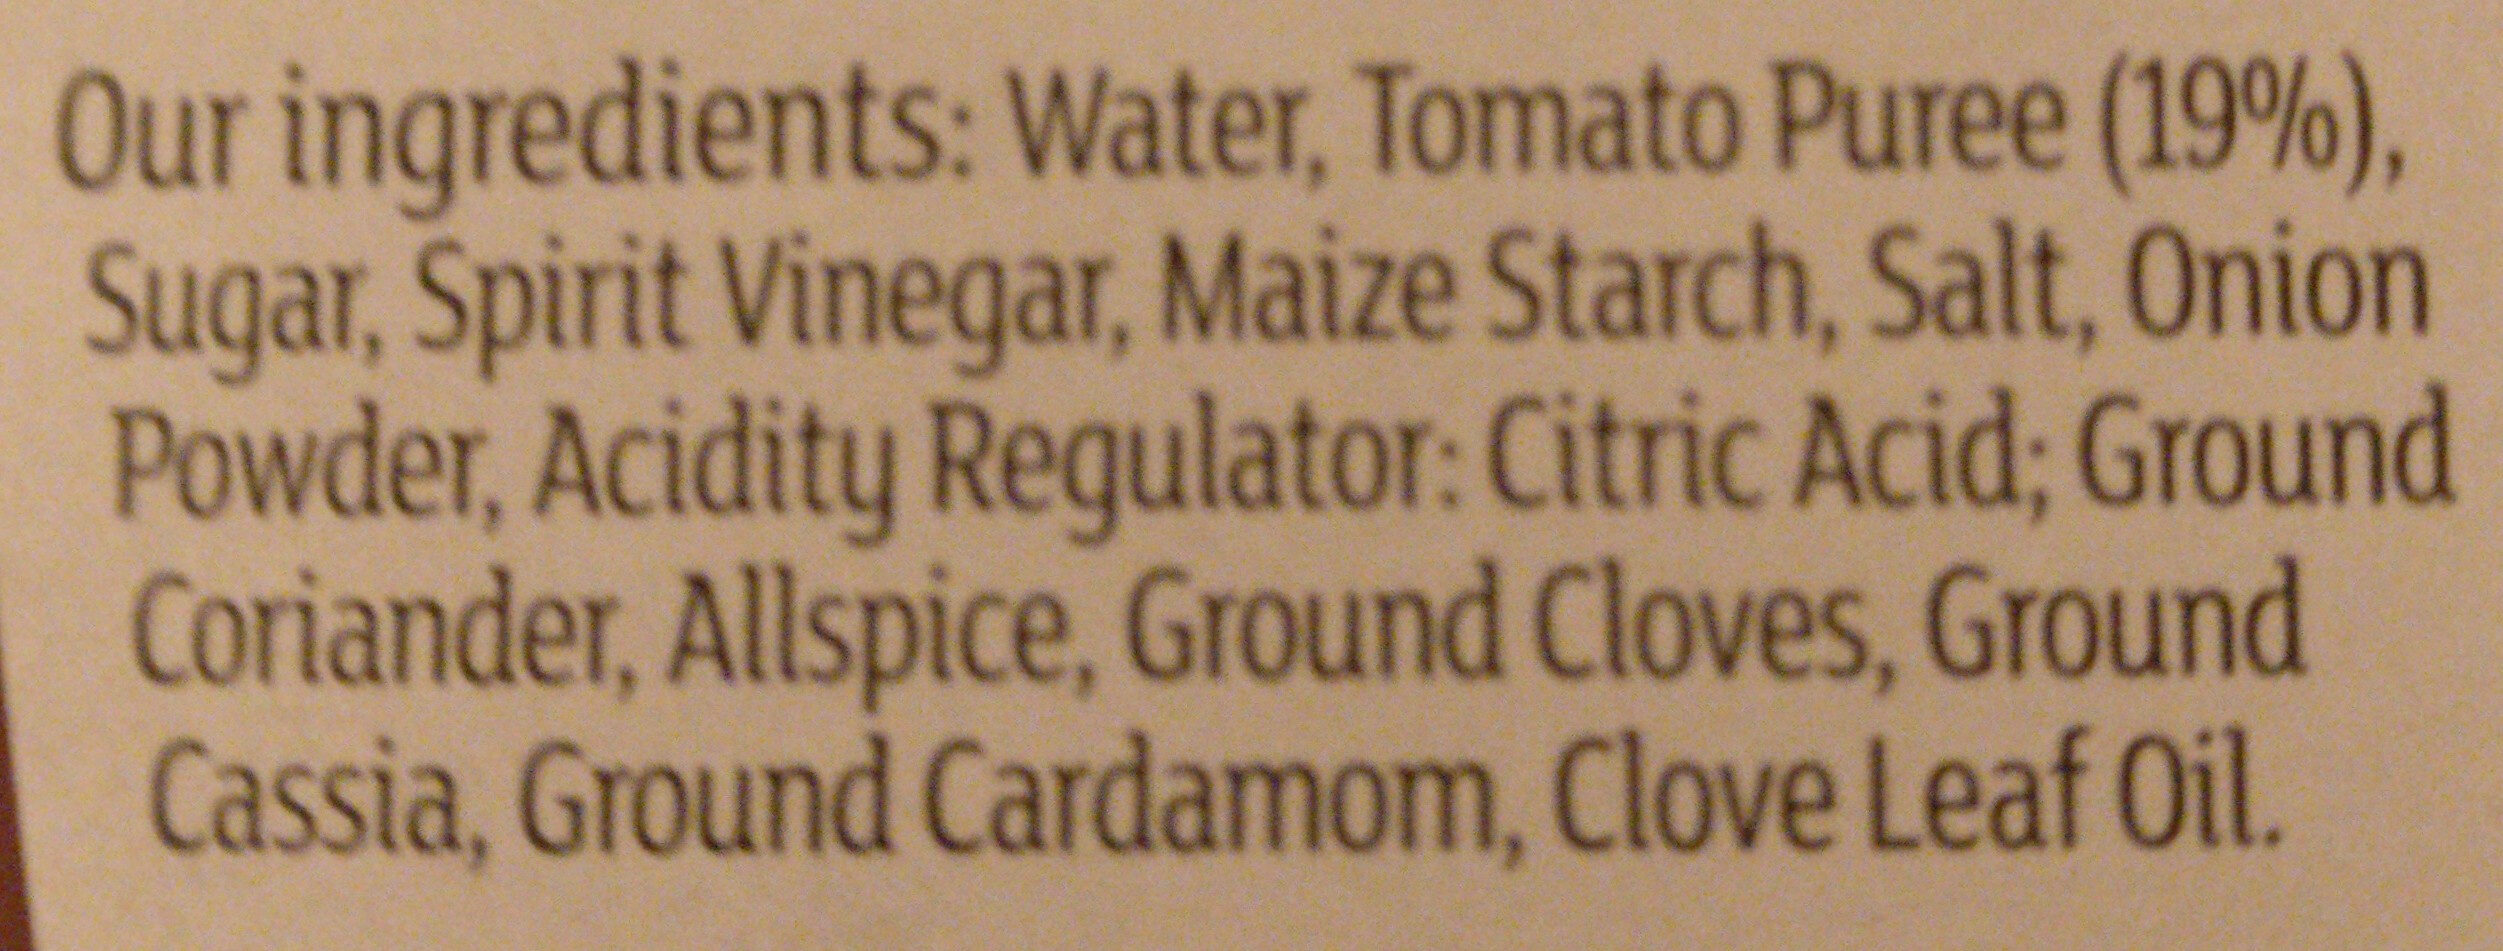 Our ingredients: Water, Tomato Puree (19%),
Sugar, Spirit Vinegar, Maize Starch, Salt, Onion
Powder, Acidity Regulator: Citric Acid; Ground
Coriander, Allspice, Ground Cloves, Ground
Cassia, Ground Cardamom, Clove Leaf Oil.